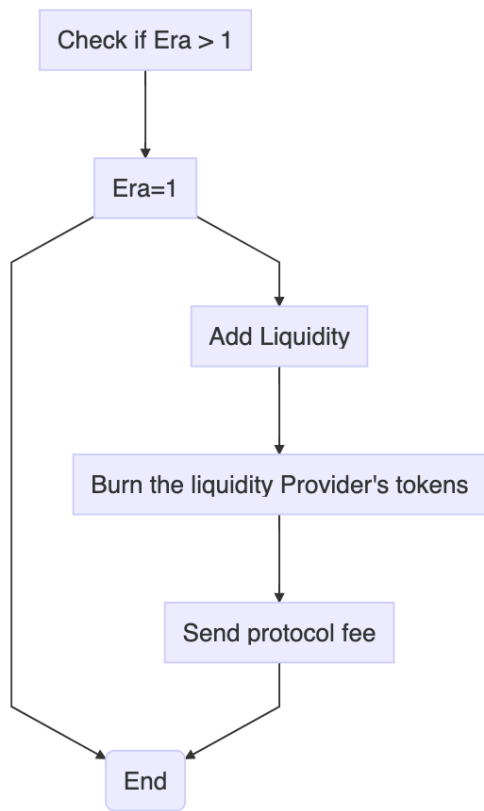 Check if Era > 1
Era=1
Add Liquidity
Burn the liquidity Provider's tokens
Send protocol fee
End